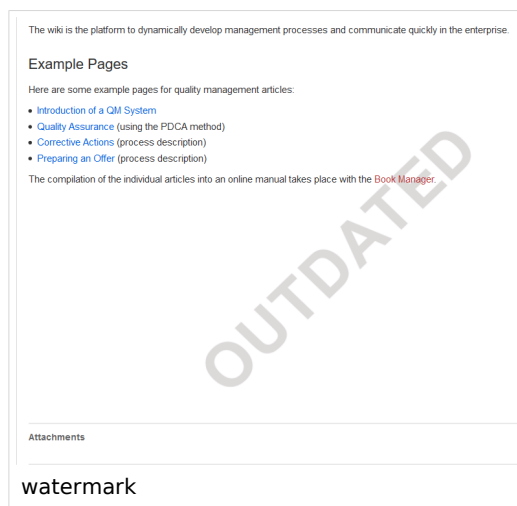 The wiki is the platform to dynamically develop management processes and communicate quickly in the enterprise.
Example Pages
Here are some example pages for quality management articles:
• Introduction of a QM System
• Quality Assurance (using the PDCA method)
• Corrective Actions (process description)
• Preparing an Offer (process description)
The compilation of the individual articles into an online manual takes place with the Book Manager.
OUTDATED
Attachments
watermark